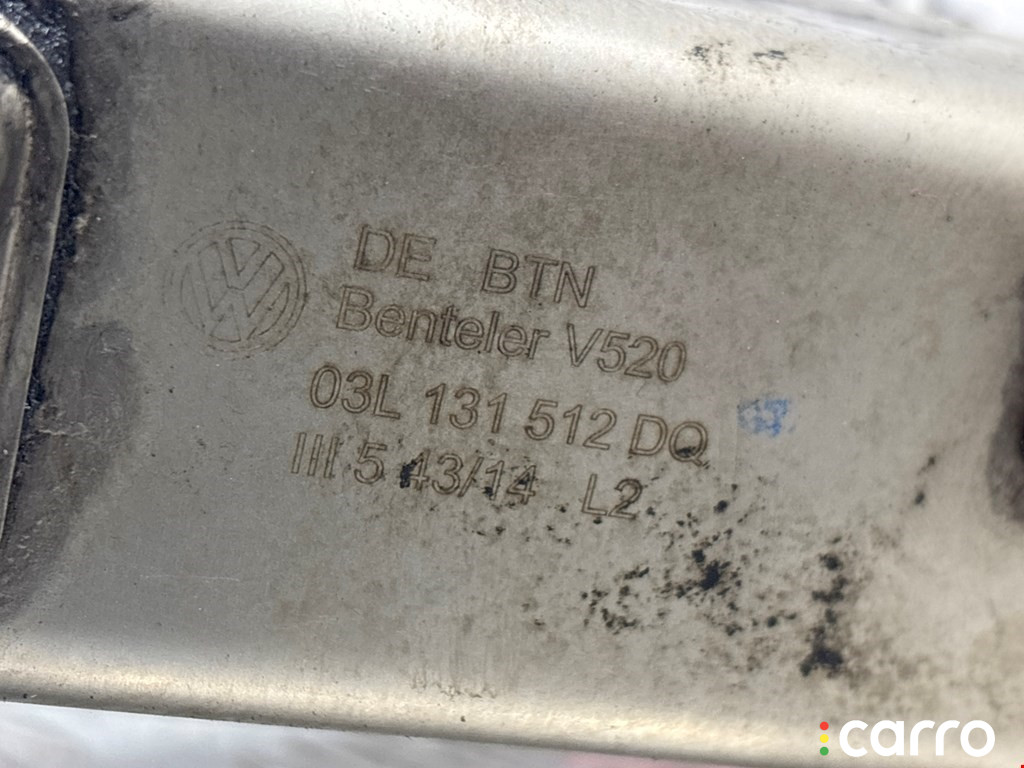 DE BTN
Benteler V520
03L 131 512 DQ
III 5 43/14 L2
carro